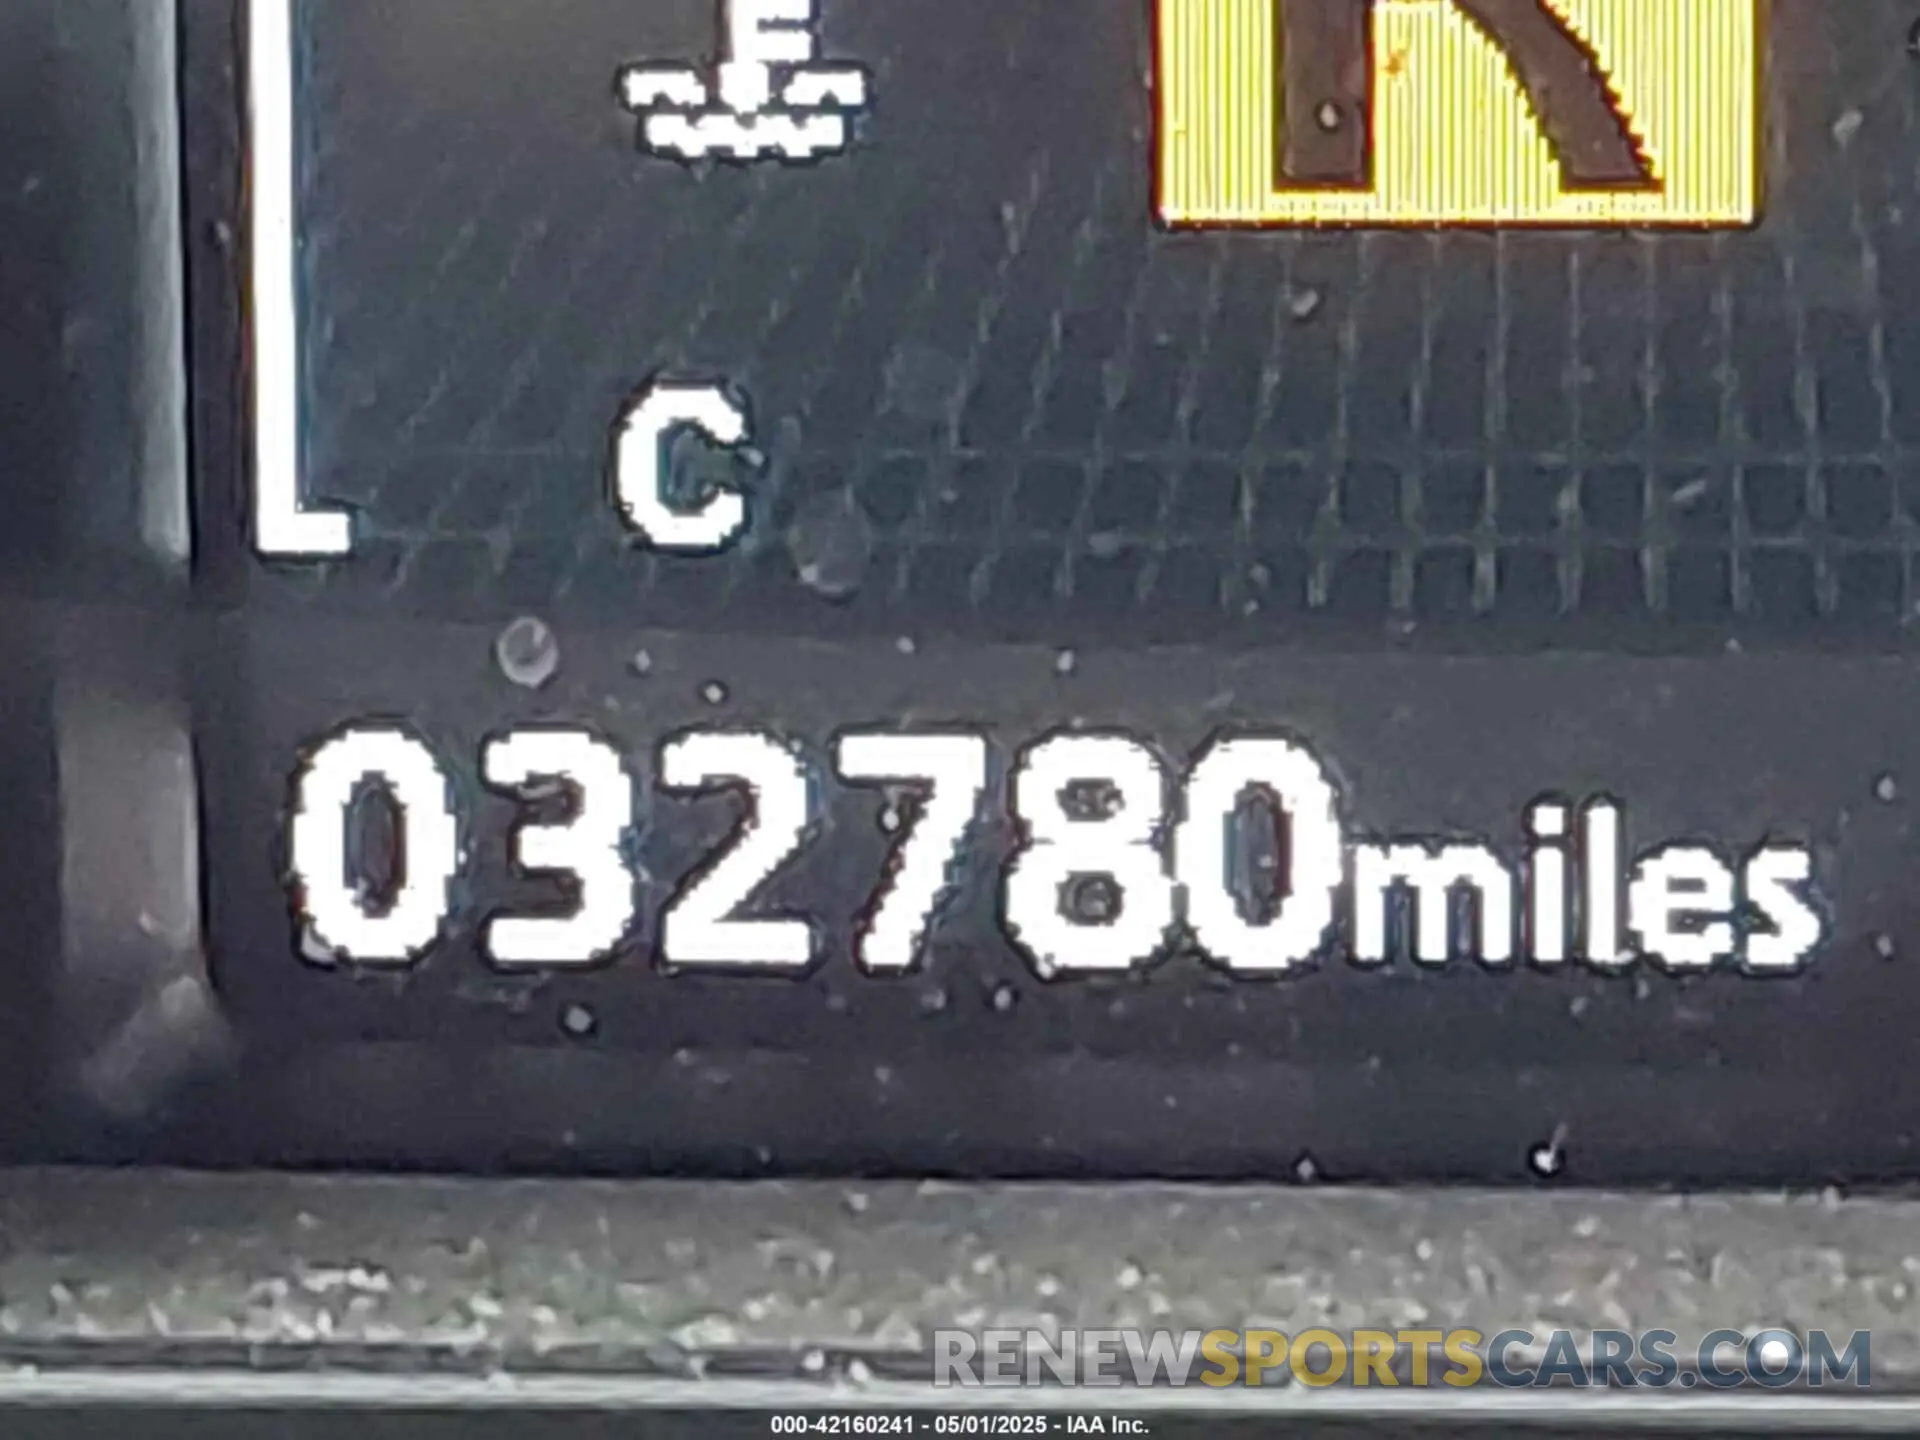 R
C
032780miles
RENEWSPORTSCARS.COM
000-42160241 - 05/01/2025 - IAA Inc.